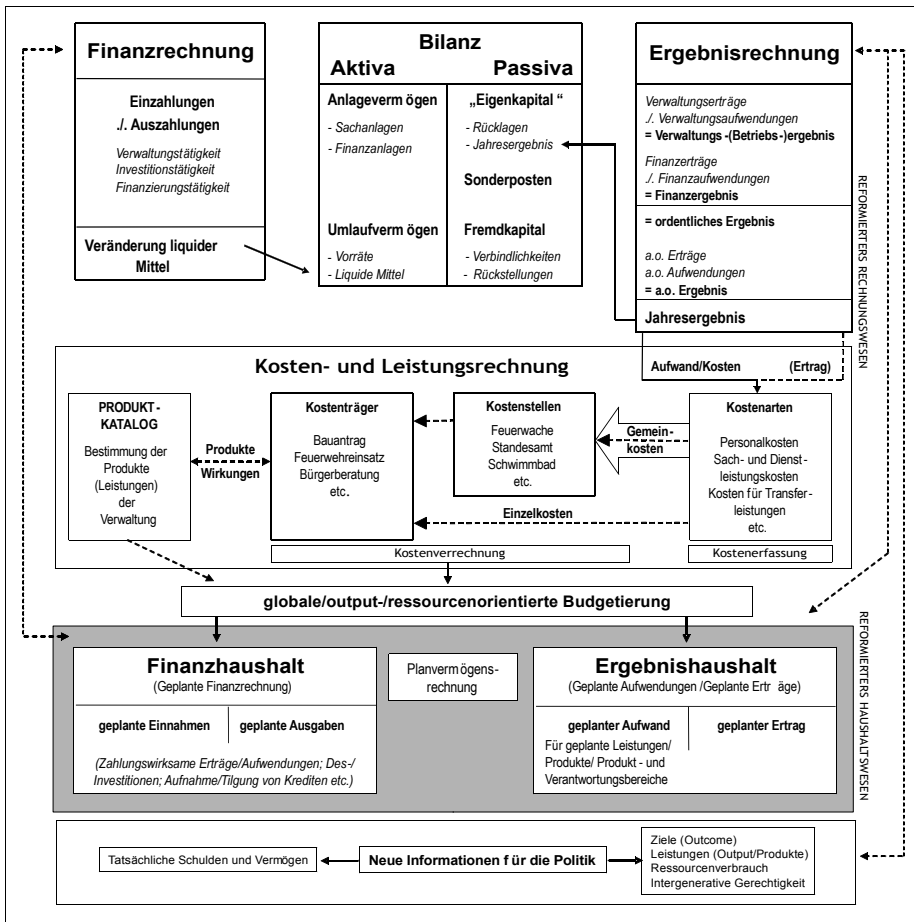 Finanzrechnung
Einzahlungen
./. Auszahlungen
Verwaltungstätigkeit
Investitionstätigkeit
Finanzierungstätigkeit
Veränderung liquider
Mittel
Bilanz
Aktiva
Passiva
Anlageverm ögen
- Sachanlagen
- Finanzanlagen
Umlaufverm ögen
- Vorräte
- Liquide Mittel
„Eigenkapital “
- Rücklagen
- Jahresergebnis
Sonderposten
Fremdkapital
- Verbindlichkeiten
- Rückstellungen
Ergebnisrechnung
Verwaltungserträge
./. Verwaltungsaufwendungen
= Verwaltungs -(Betriebs-)ergebnis
Finanzerträge
./. Finanzaufwendungen
= Finanzergebnis
= ordentliches Ergebnis
a.o. Erträge
a.o. Aufwendungen
= a.o. Ergebnis
Jahresergebnis
REFORMIERTERS RECHNUNGSWESEN
Kosten- und Leistungsrechnung
Aufwand/Kosten
(Ertrag)
PRODUKT-
KATALOG
Bestimmung der
Produkte
(Leistungen)
der
Verwaltung
Produkte
Wirkungen
Kostenträger
Bauantrag
Feuerwehreinsatz
Bürgerberatung
etc.
Kostenstellen
Feuerwache
Standesamt
Schwimmbad
etc.
Gemein-
kosten
Einzelkosten
Kostenarten
Personalkosten
Sach- und Dienst-
leistungskosten
Kosten für Transfer-
leistungen
etc.
Kostenverrechnung
Kostenerfassung
globale/output-/ressourcenorientierte Budgetierung
Finanzhaushalt
(Geplante Finanzrechnung)
geplante Einnahmen
geplante Ausgaben
(Zahlungswirksame Erträge/Aufwendungen; Des-/
Investitionen; Aufnahme/Tilgung von Krediten etc.)
Planverm ögens-
rechnung
Ergebnishaushalt
(Geplante Aufwendungen /Geplante Ertr äge)
geplanter Aufwand
geplanter Ertrag
Für geplante Leistungen/
Produkte/ Produkt - und
Verantwortungsbereiche
REFORMIERTERS HAUSHALTSWESEN
Tatsächliche Schulden und Vermögen
Neue Informationen f ür die Politik
Ziele (Outcome)
Leistungen (Output/Produkte)
Ressourcenverbrauch
Intergenerative Gerechtigkeit